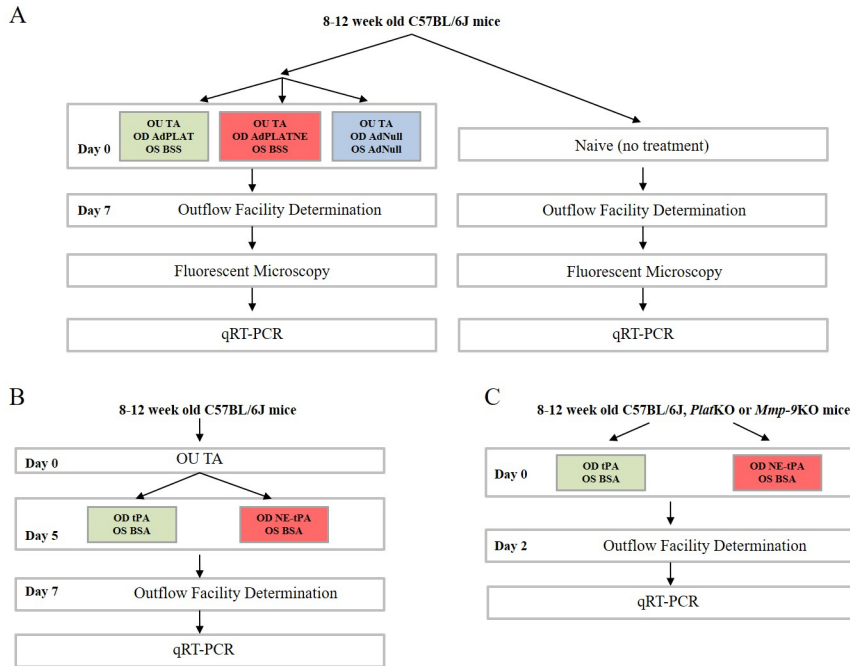 A
8-12 week old C57BL/6J mice
Day 0
OU TA
OD AdPLAT
OS BSS
OU TA
OD AdPLATNE
OS BSS
OU TA
OD AdNull
OS AdNull
Naive (no treatment)
Day 7
Outflow Facility Determination
Outflow Facility Determination
Fluorescent Microscopy
Fluorescent Microscopy
qRT-PCR
qRT-PCR
B
8-12 week old C57BL/6J mice
Day 0
OU TA
Day 5
OD tPA
OS BSA
OD NE-tPA
OS BSA
Day 7
Outflow Facility Determination
qRT-PCR
C
8-12 week old C57BL/6J, PlatKO or Mmp-9KO mice
Day 0
OD tPA
OS BSA
OD NE-tPA
OS BSA
Day 2
Outflow Facility Determination
qRT-PCR